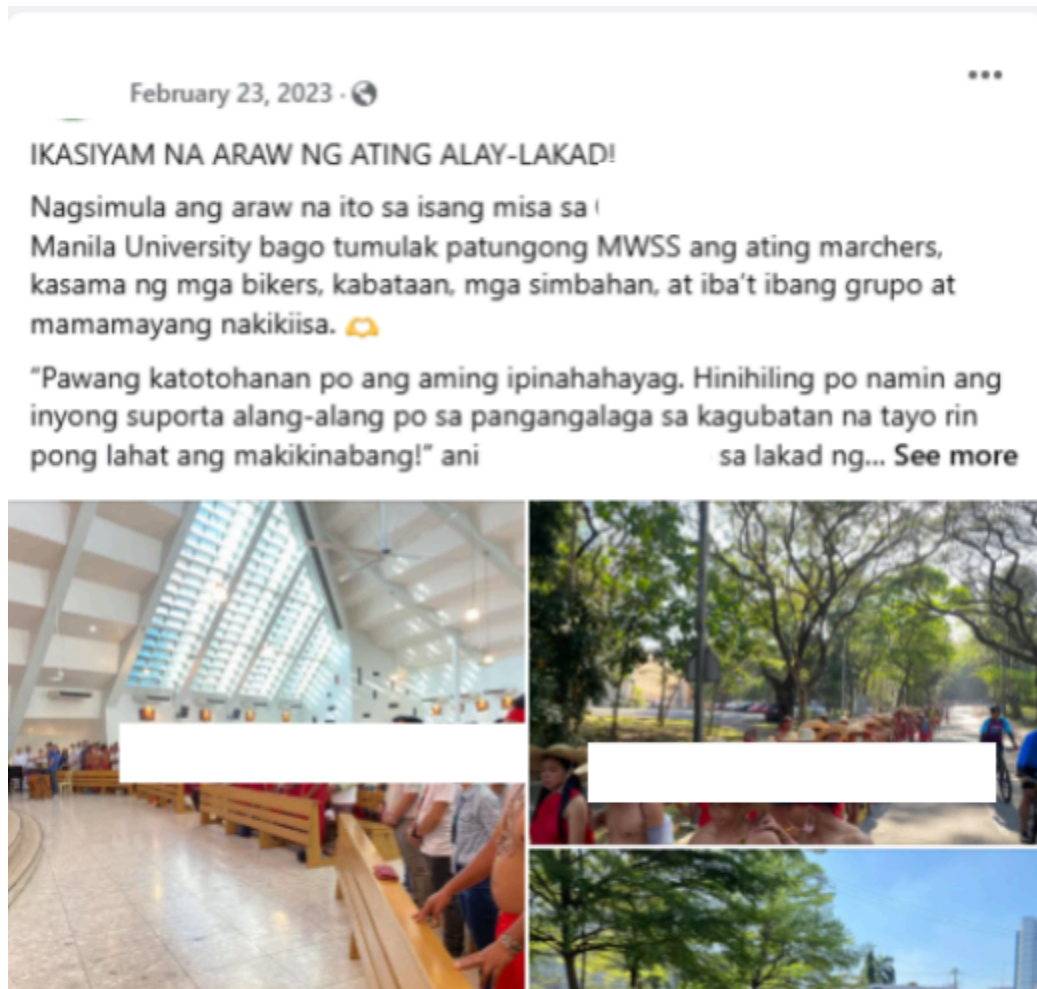 February 23, 2023 ·
IKASIYAM NA ARAW NG ATING ALAY-LAKAD!
Nagsimula ang araw na ito sa isang misa sa
Manila University bago tumulak patungong MWSS ang ating marchers,
kasama ng mga bikers, kabataan, mga simbahan, at iba't ibang grupo at
mamamayang nakikiisa. 🫶
“Pawang katotohanan po ang aming ipinahahayag. Hinihiling po namin ang
inyong suporta alang-alang po sa pangangalaga sa kagubatan na tayo rin
pong lahat ang makikinabang!” ani sa lakad ng... See more